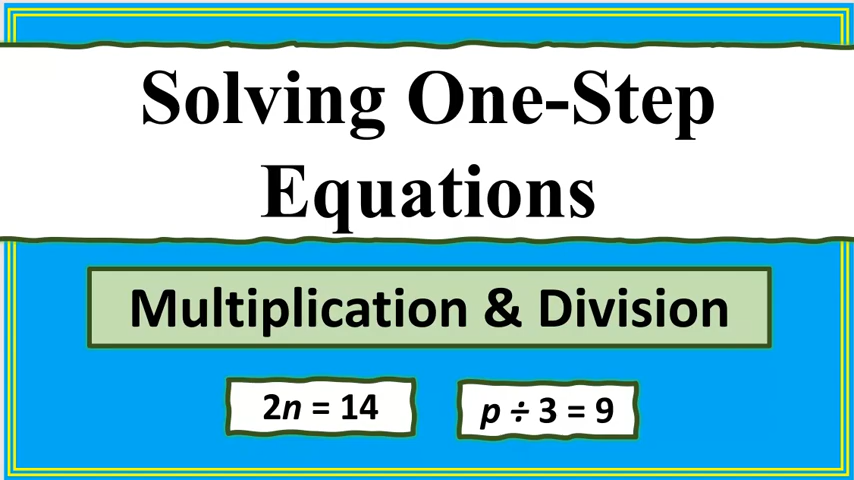 Solving One-Step
Equations
Multiplication & Division
2n = 14
p ÷ 3 = 9